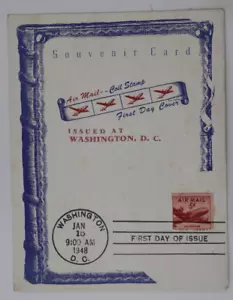 Souvenir Card
Air Mail--Coil Stamp
First Day Cover
ISSUED AT
WASHINGTON, D. C.
AIR MAIL
WASHINGTON
JAN
15
9:00 AM
1948
D. C.
FIRST DAY OF ISSUE